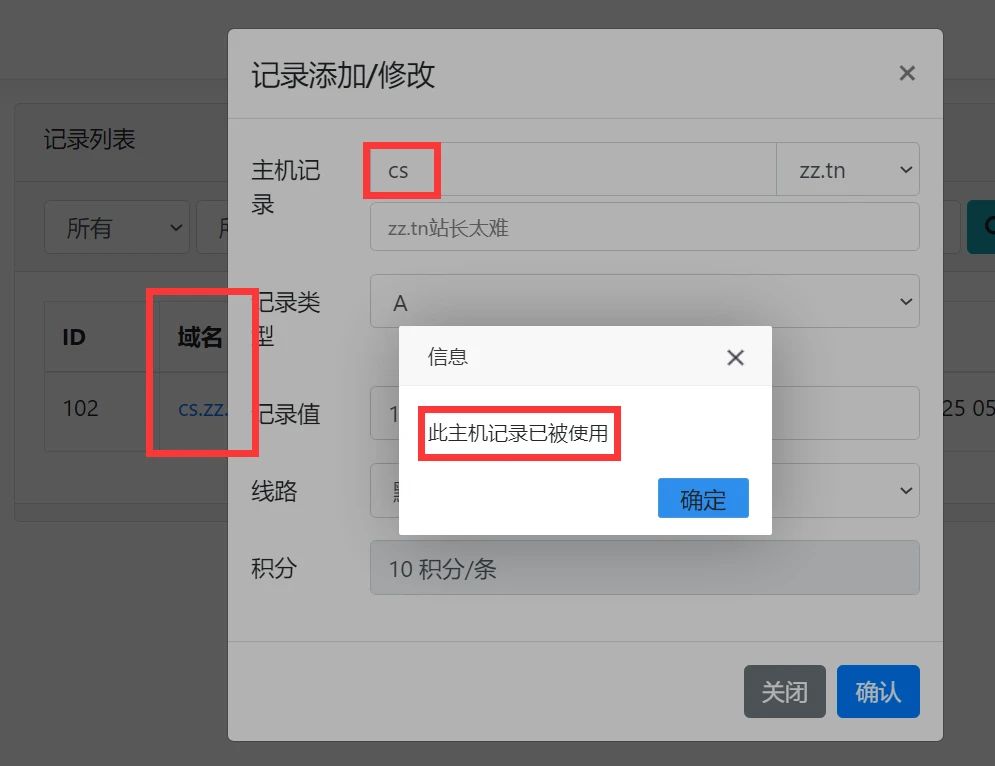 记录添加/修改
×
记录列表
主机记
录
cs
zz.tn
所有
zz.tn站长太难
记录类
型
A
ID
域名
信息
102
cs.zz.
记录值
1
25 05
此主机记录已被使用
线路
确定
积分
10 积分/条
关闭
确认